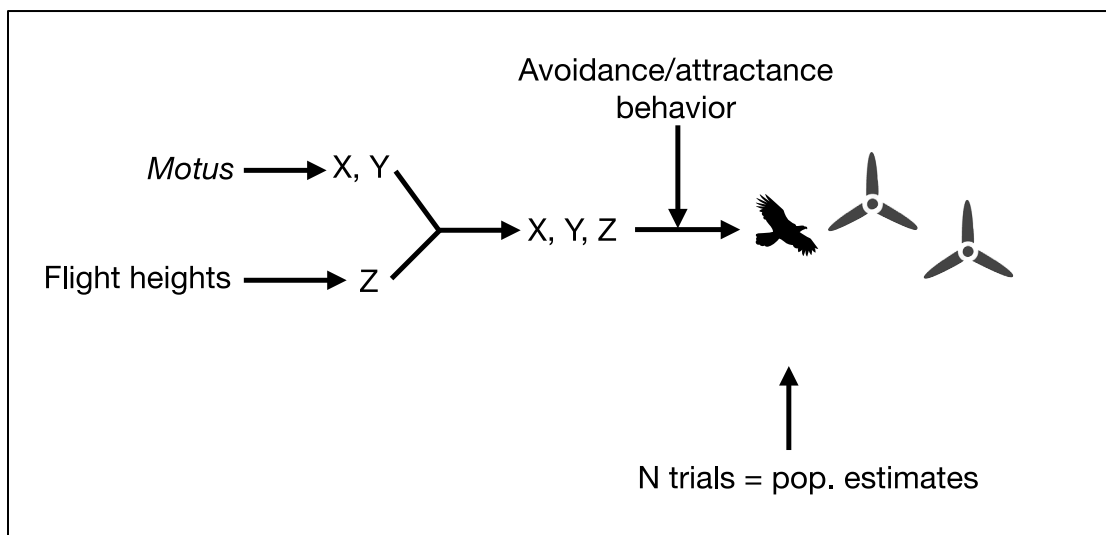 Avoidance/attractance
behavior
Motus
X, Y
X, Y, Z
Flight heights
Z
N trials = pop. estimates